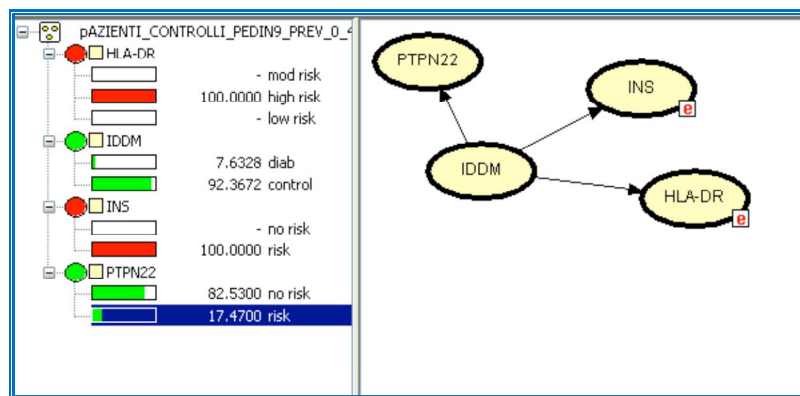 pAZIENTI_CONTROLLI_PEDIN9_PREV_0_4
HLA-DR
- mod risk
100.0000 high risk
- low risk
IDDM
7.6328 diab
92.3672 control
INS
- no risk
100.0000 risk
PTPN22
82.5300 no risk
17.4700 risk
PTPN22
INS
e
IDDM
HLA-DR
e